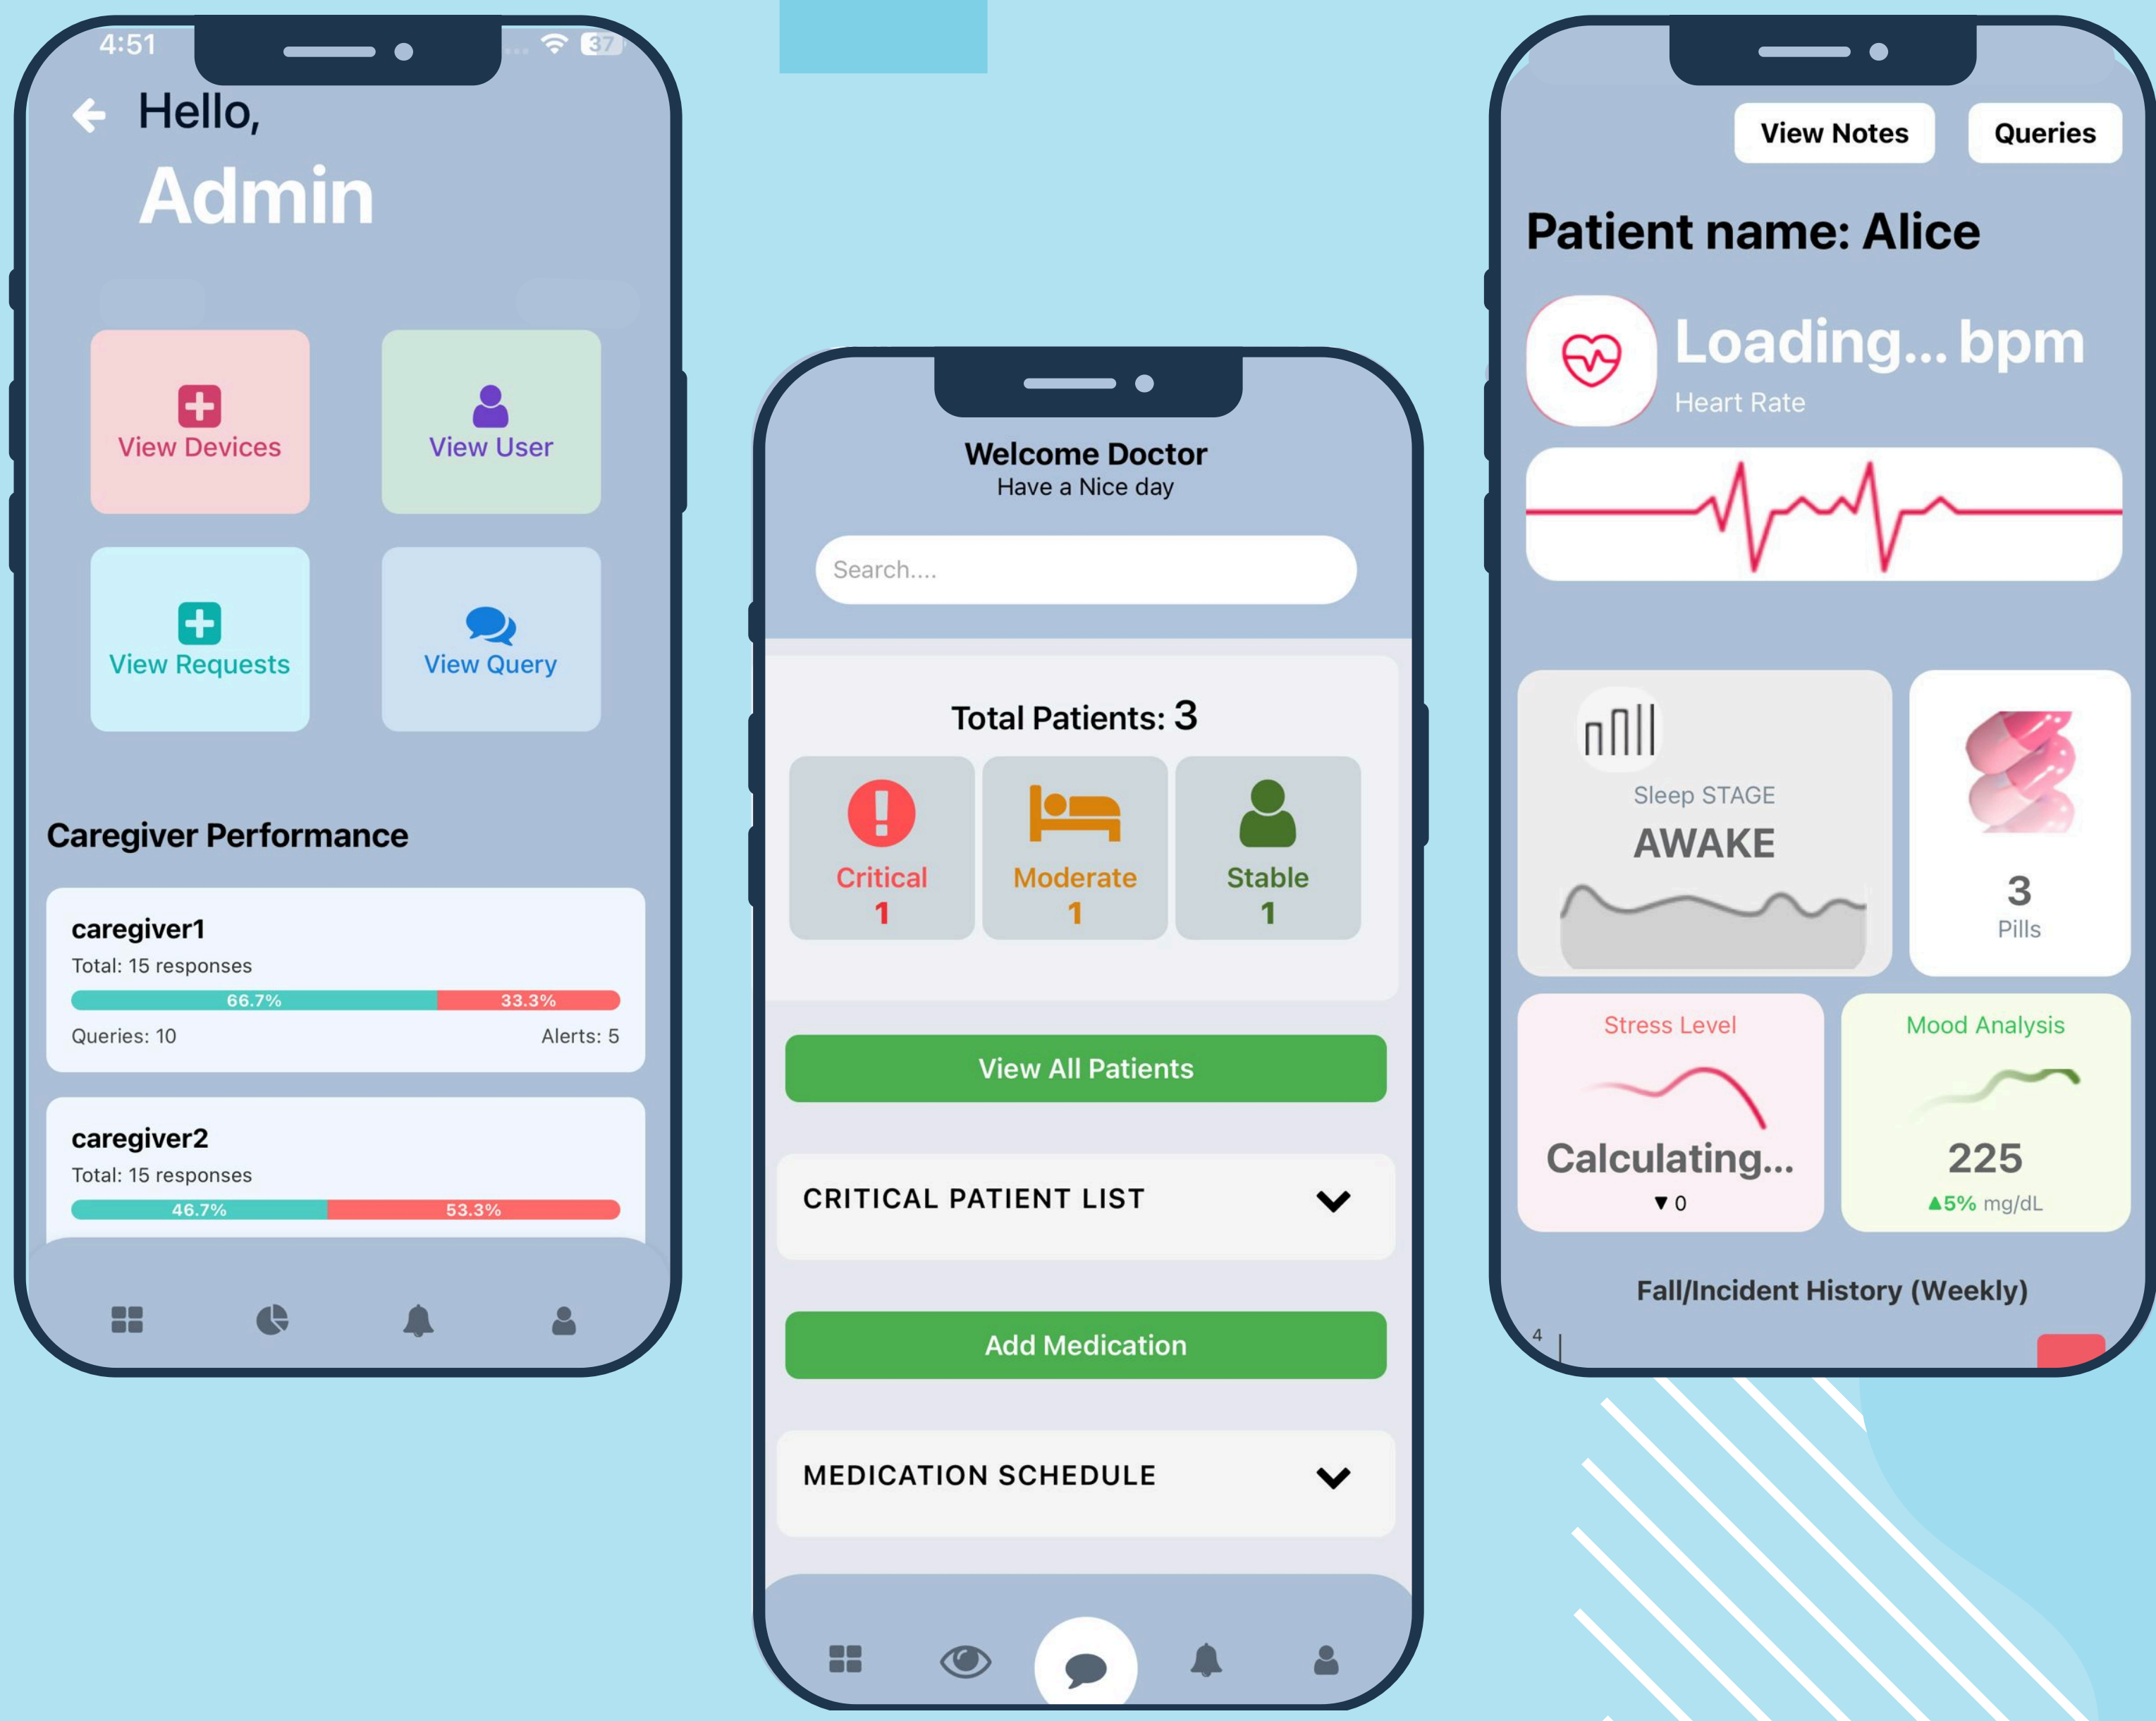 4:51
37
Hello,
Admin
View Devices
View User
View Requests
View Query
Caregiver Performance
caregiver1
Total: 15 responses
66.7% 33.3%
Queries: 10 Alerts: 5
caregiver2
Total: 15 responses
46.7% 53.3%
Welcome Doctor
Have a Nice day
Search....
Total Patients: 3
Critical
1
Moderate
1
Stable
1
View All Patients
CRITICAL PATIENT LIST
Add Medication
MEDICATION SCHEDULE
View Notes
Queries
Patient name: Alice
Loading... bpm
Heart Rate
Sleep STAGE
AWAKE
3
Pills
Stress Level
Calculating...
▼ 0
Mood Analysis
225
▲5% mg/dL
Fall/Incident History (Weekly)
4